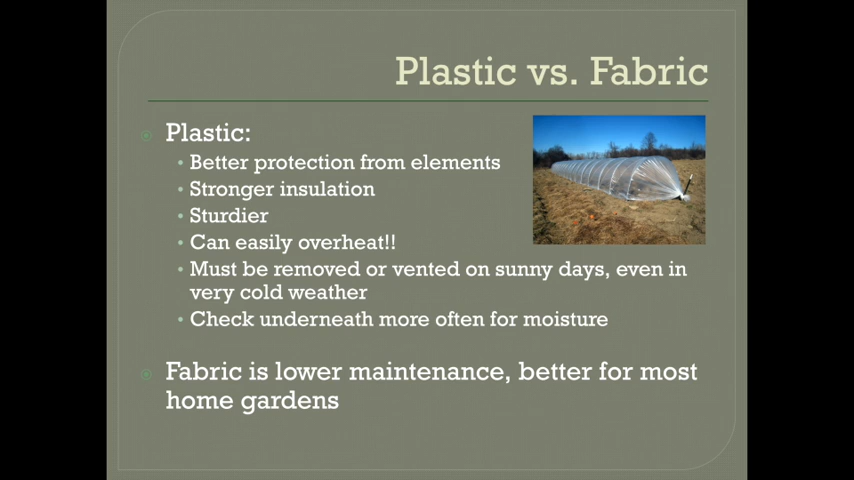 Plastic vs. Fabric
Plastic:
Better protection from elements
Stronger insulation
Sturdier
Can easily overheat!!
Must be removed or vented on sunny days, even in
very cold weather
Check underneath more often for moisture
Fabric is lower maintenance, better for most
home gardens